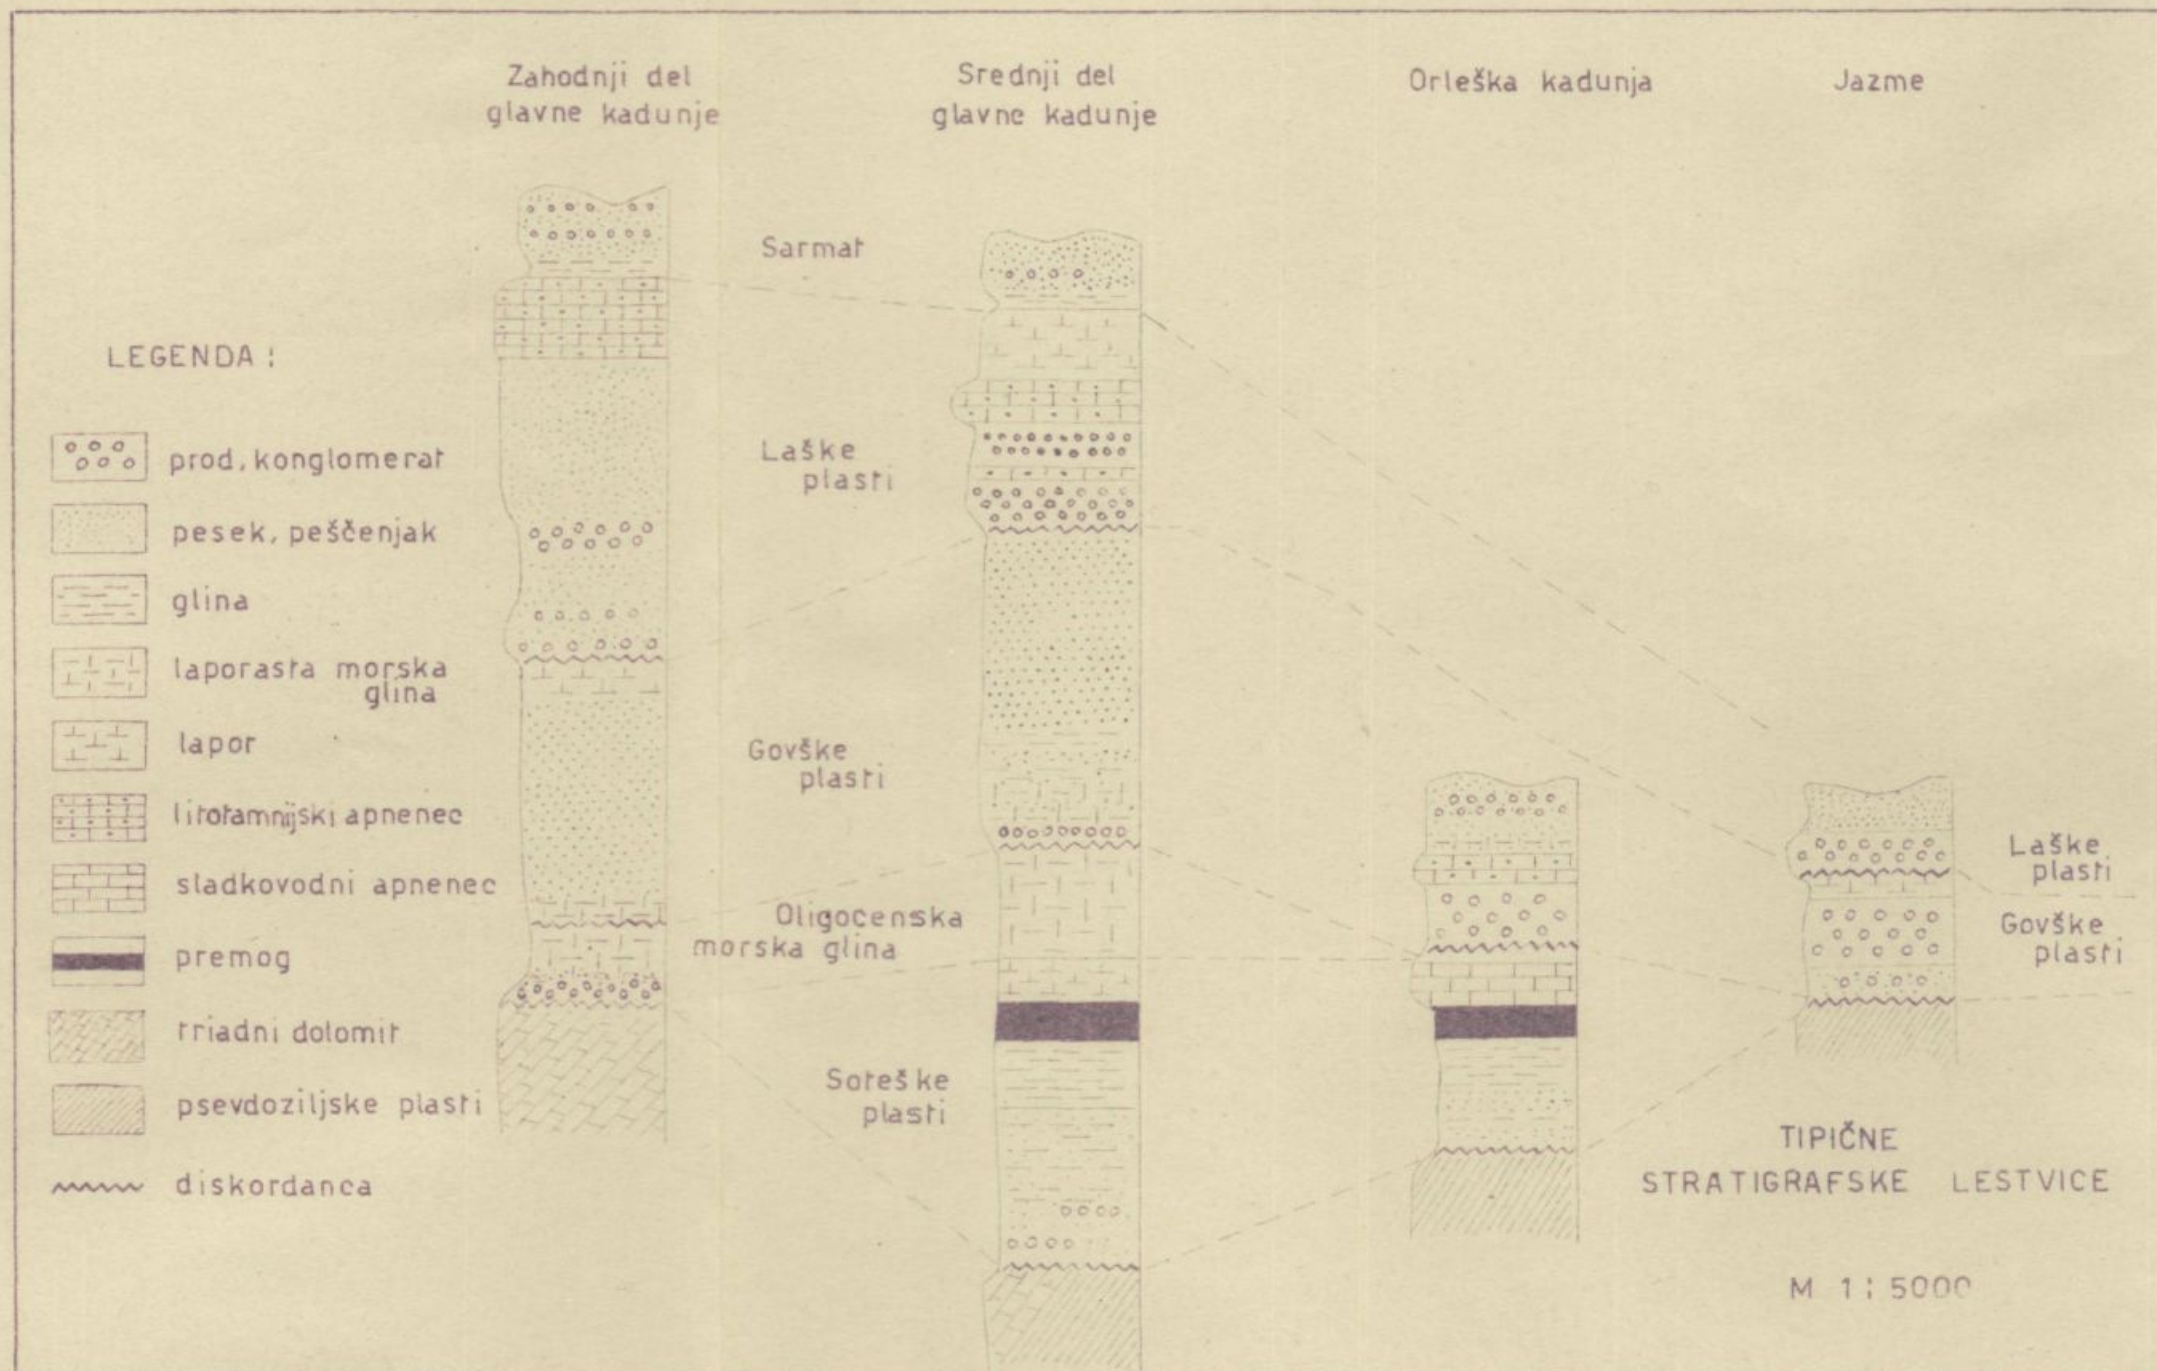 Zahodnji del
glavne kadunje
Srednji del
glavne kadunje
Orleška kadunja
Jazme
Sarmat
Laške
plasti
Govške
plasti
Oligocenska
morska glina
Soteške
plasti
Laške
plasti
Govške
plasti
LEGENDA :
prod, konglomerat
pesek, peščenjak
glina
laporasta morska
glina
lapor
litotamnijski apnenec
sladkovodni apnenec
premog
triadni dolomit
psevdoziljske plasti
diskordanca
TIPIČNE
STRATIGRAFSKE LESTVICE
M 1 : 5000